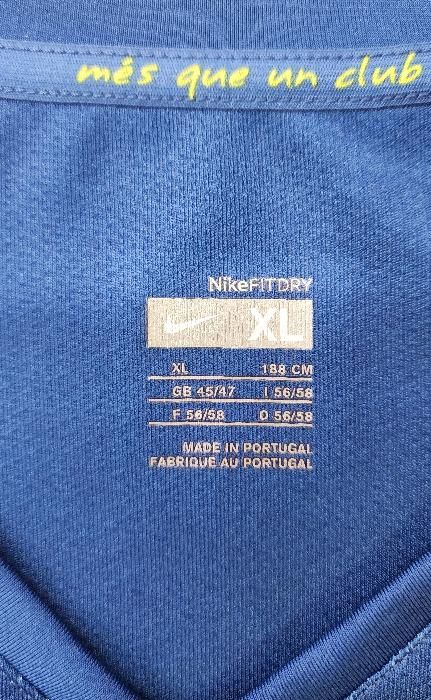 més que un club
NikeFITDRY
XL
XL 188 CM
GB 45/47 I 56/58
F 56/58 D 56/58
MADE IN PORTUGAL
FABRIQUÉ AU PORTUGAL